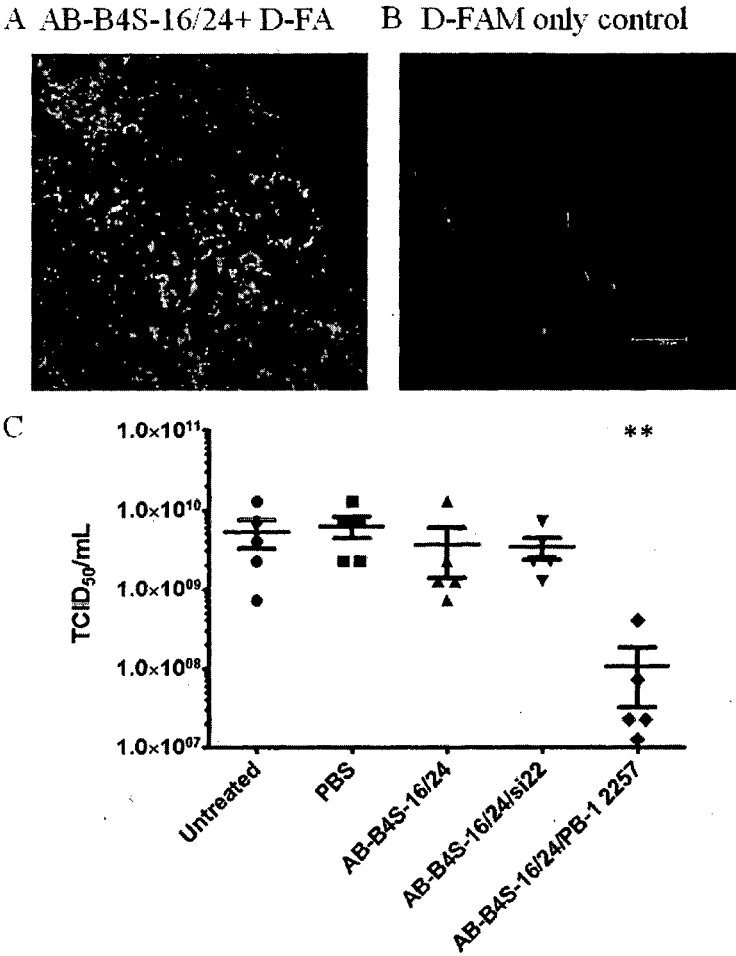 A AB-B4S-16/24+ D-FA
B D-FAM only control
C
1.0×10¹¹
1.0×10¹⁰
1.0×10⁰⁹
1.0×10⁰⁸
1.0×10⁰⁷
TCID₅₀/mL
**
Untreated
PBS
AB-B4S-16/24
AB-B4S-16/24/si22
AB-B4S-16/24/PB-1 2257